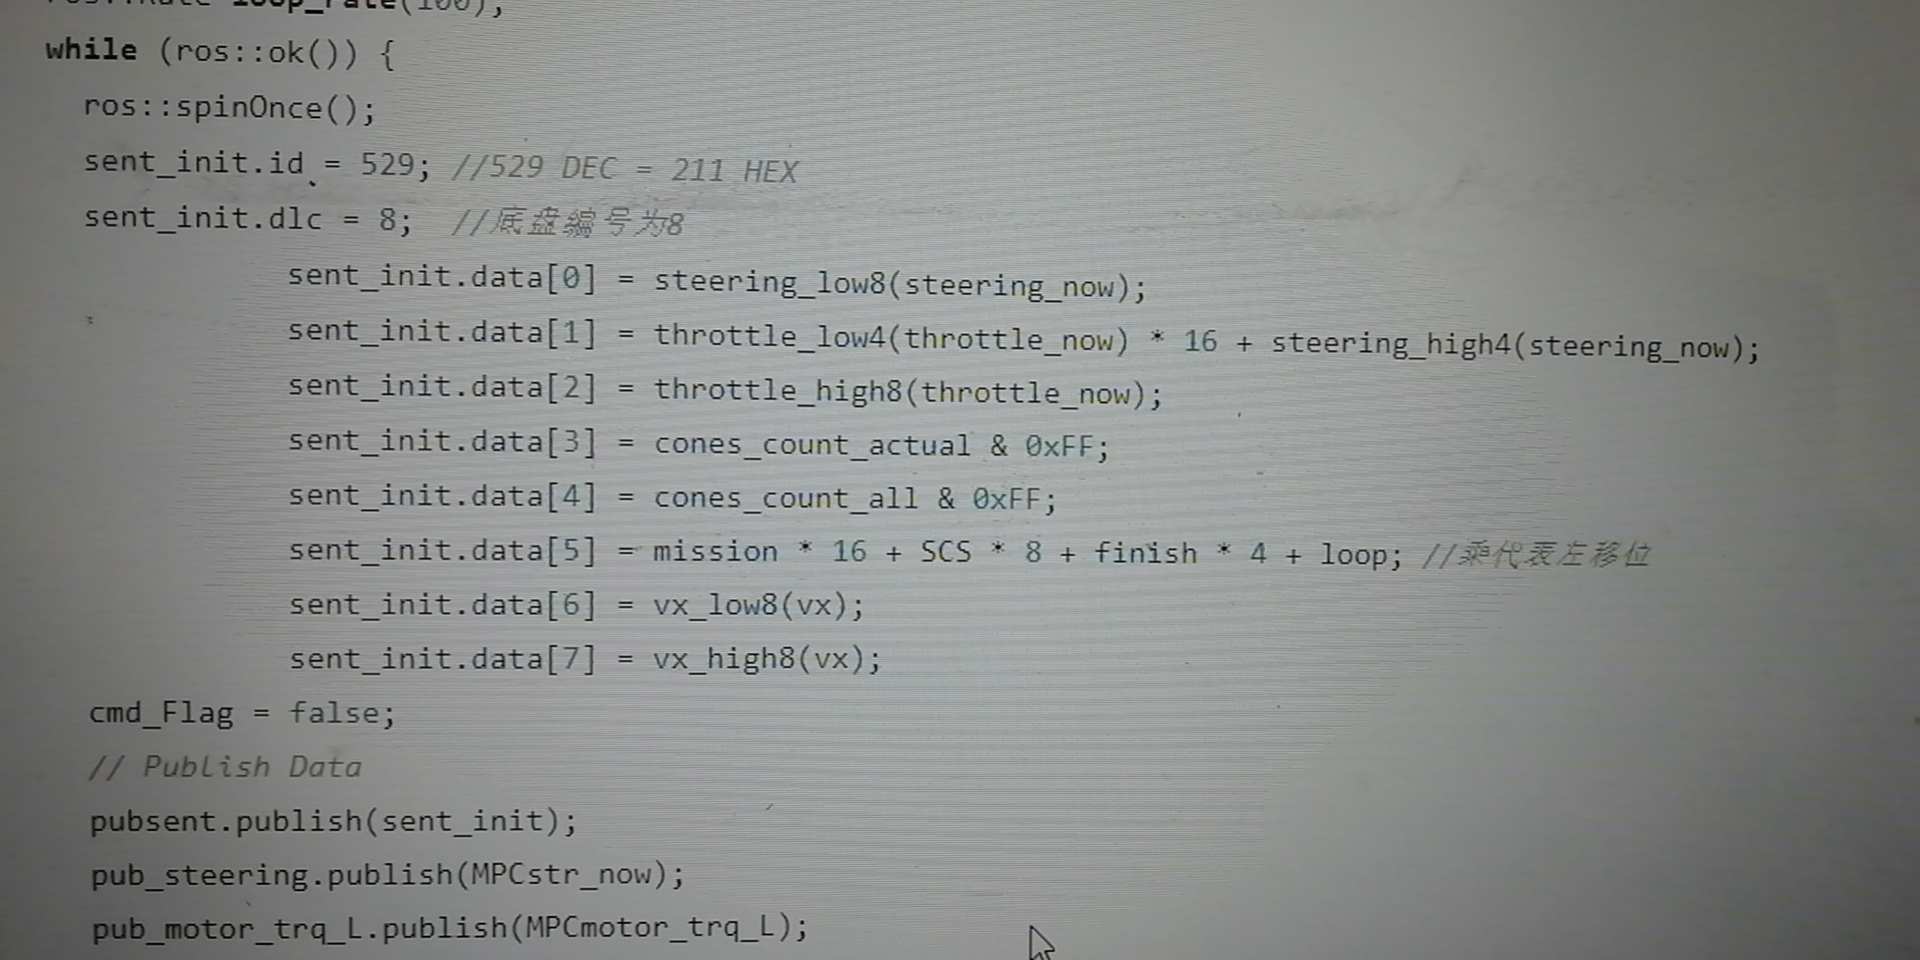 loop_rate(100);
while (ros::ok()) {
ros::spinOnce();
sent_init.id = 529; //529 DEC = 211 HEX
sent_init.dlc = 8; //底盘编号为8
sent_init.data[0] = steering_low8(steering_now);
sent_init.data[1] = throttle_low4(throttle_now) * 16 + steering_high4(steering_now);
sent_init.data[2] = throttle_high8(throttle_now);
sent_init.data[3] = cones_count_actual & 0xFF;
sent_init.data[4] = cones_count_all & 0xFF;
sent_init.data[5] = mission * 16 + SCS * 8 + finish * 4 + loop; //乘代表左移位
sent_init.data[6] = vx_low8(vx);
sent_init.data[7] = vx_high8(vx);
cmd_Flag = false;
// Publish Data
pubsent.publish(sent_init);
pub_steering.publish(MPCstr_now);
pub_motor_trq_L.publish(MPCmotor_trq_L);